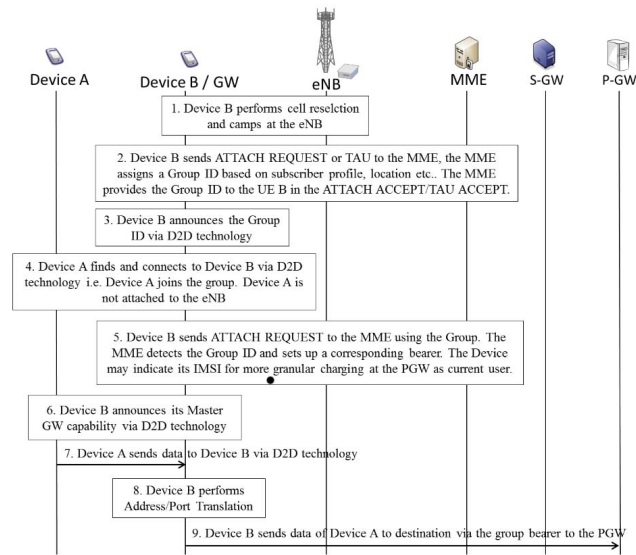 Device A
Device B / GW
eNB
MME
S-GW
P-GW
1. Device B performs cell reselction
and camps at the eNB
2. Device B sends ATTACH REQUEST or TAU to the MME, the MME
assigns a Group ID based on subscriber profile, location etc.. The MME
provides the Group ID to the UE B in the ATTACH ACCEPT/TAU ACCEPT.
3. Device B announces the Group
ID via D2D technology
4. Device A finds and connects to Device B via D2D
technology i.e. Device A joins the group. Device A is
not attached to the eNB
5. Device B sends ATTACH REQUEST to the MME using the Group. The
MME detects the Group ID and sets up a corresponding bearer. The Device
may indicate its IMSI for more granular charging at the PGW as current user.
6. Device B announces its Master
GW capability via D2D technology
7. Device A sends data to Device B via D2D technology
8. Device B performs
Address/Port Translation
9. Device B sends data of Device A to destination via the group bearer to the PGW